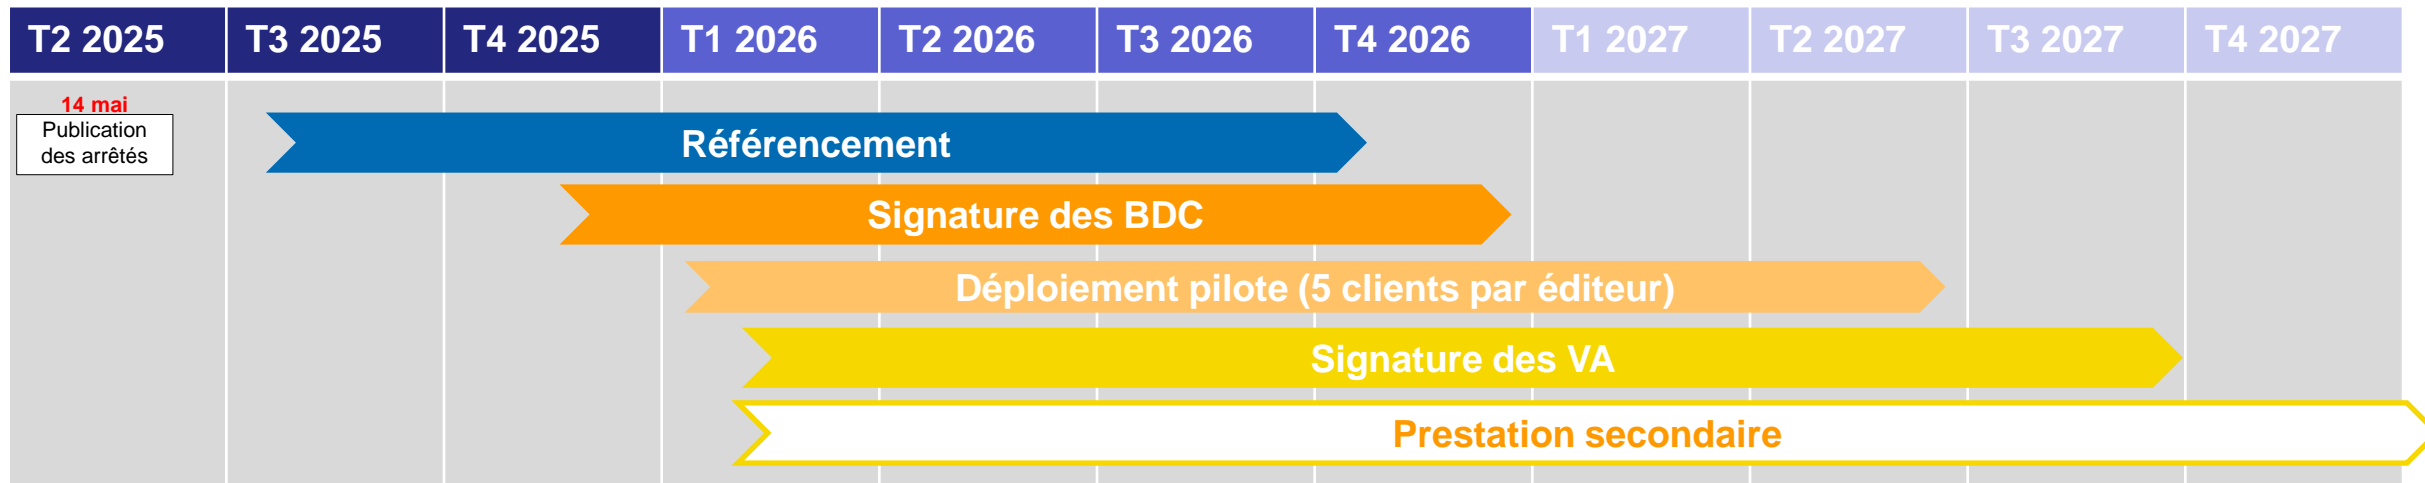 T2 2025 T3 2025 T4 2025 T1 2026 T2 2026 T3 2026 T4 2026 T1 2027 T2 2027 T3 2027 T4 2027
14 mai
Publication
des arrêtés
Référencement
Signature des BDC
Déploiement pilote (5 clients par éditeur)
Signature des VA
Prestation secondaire